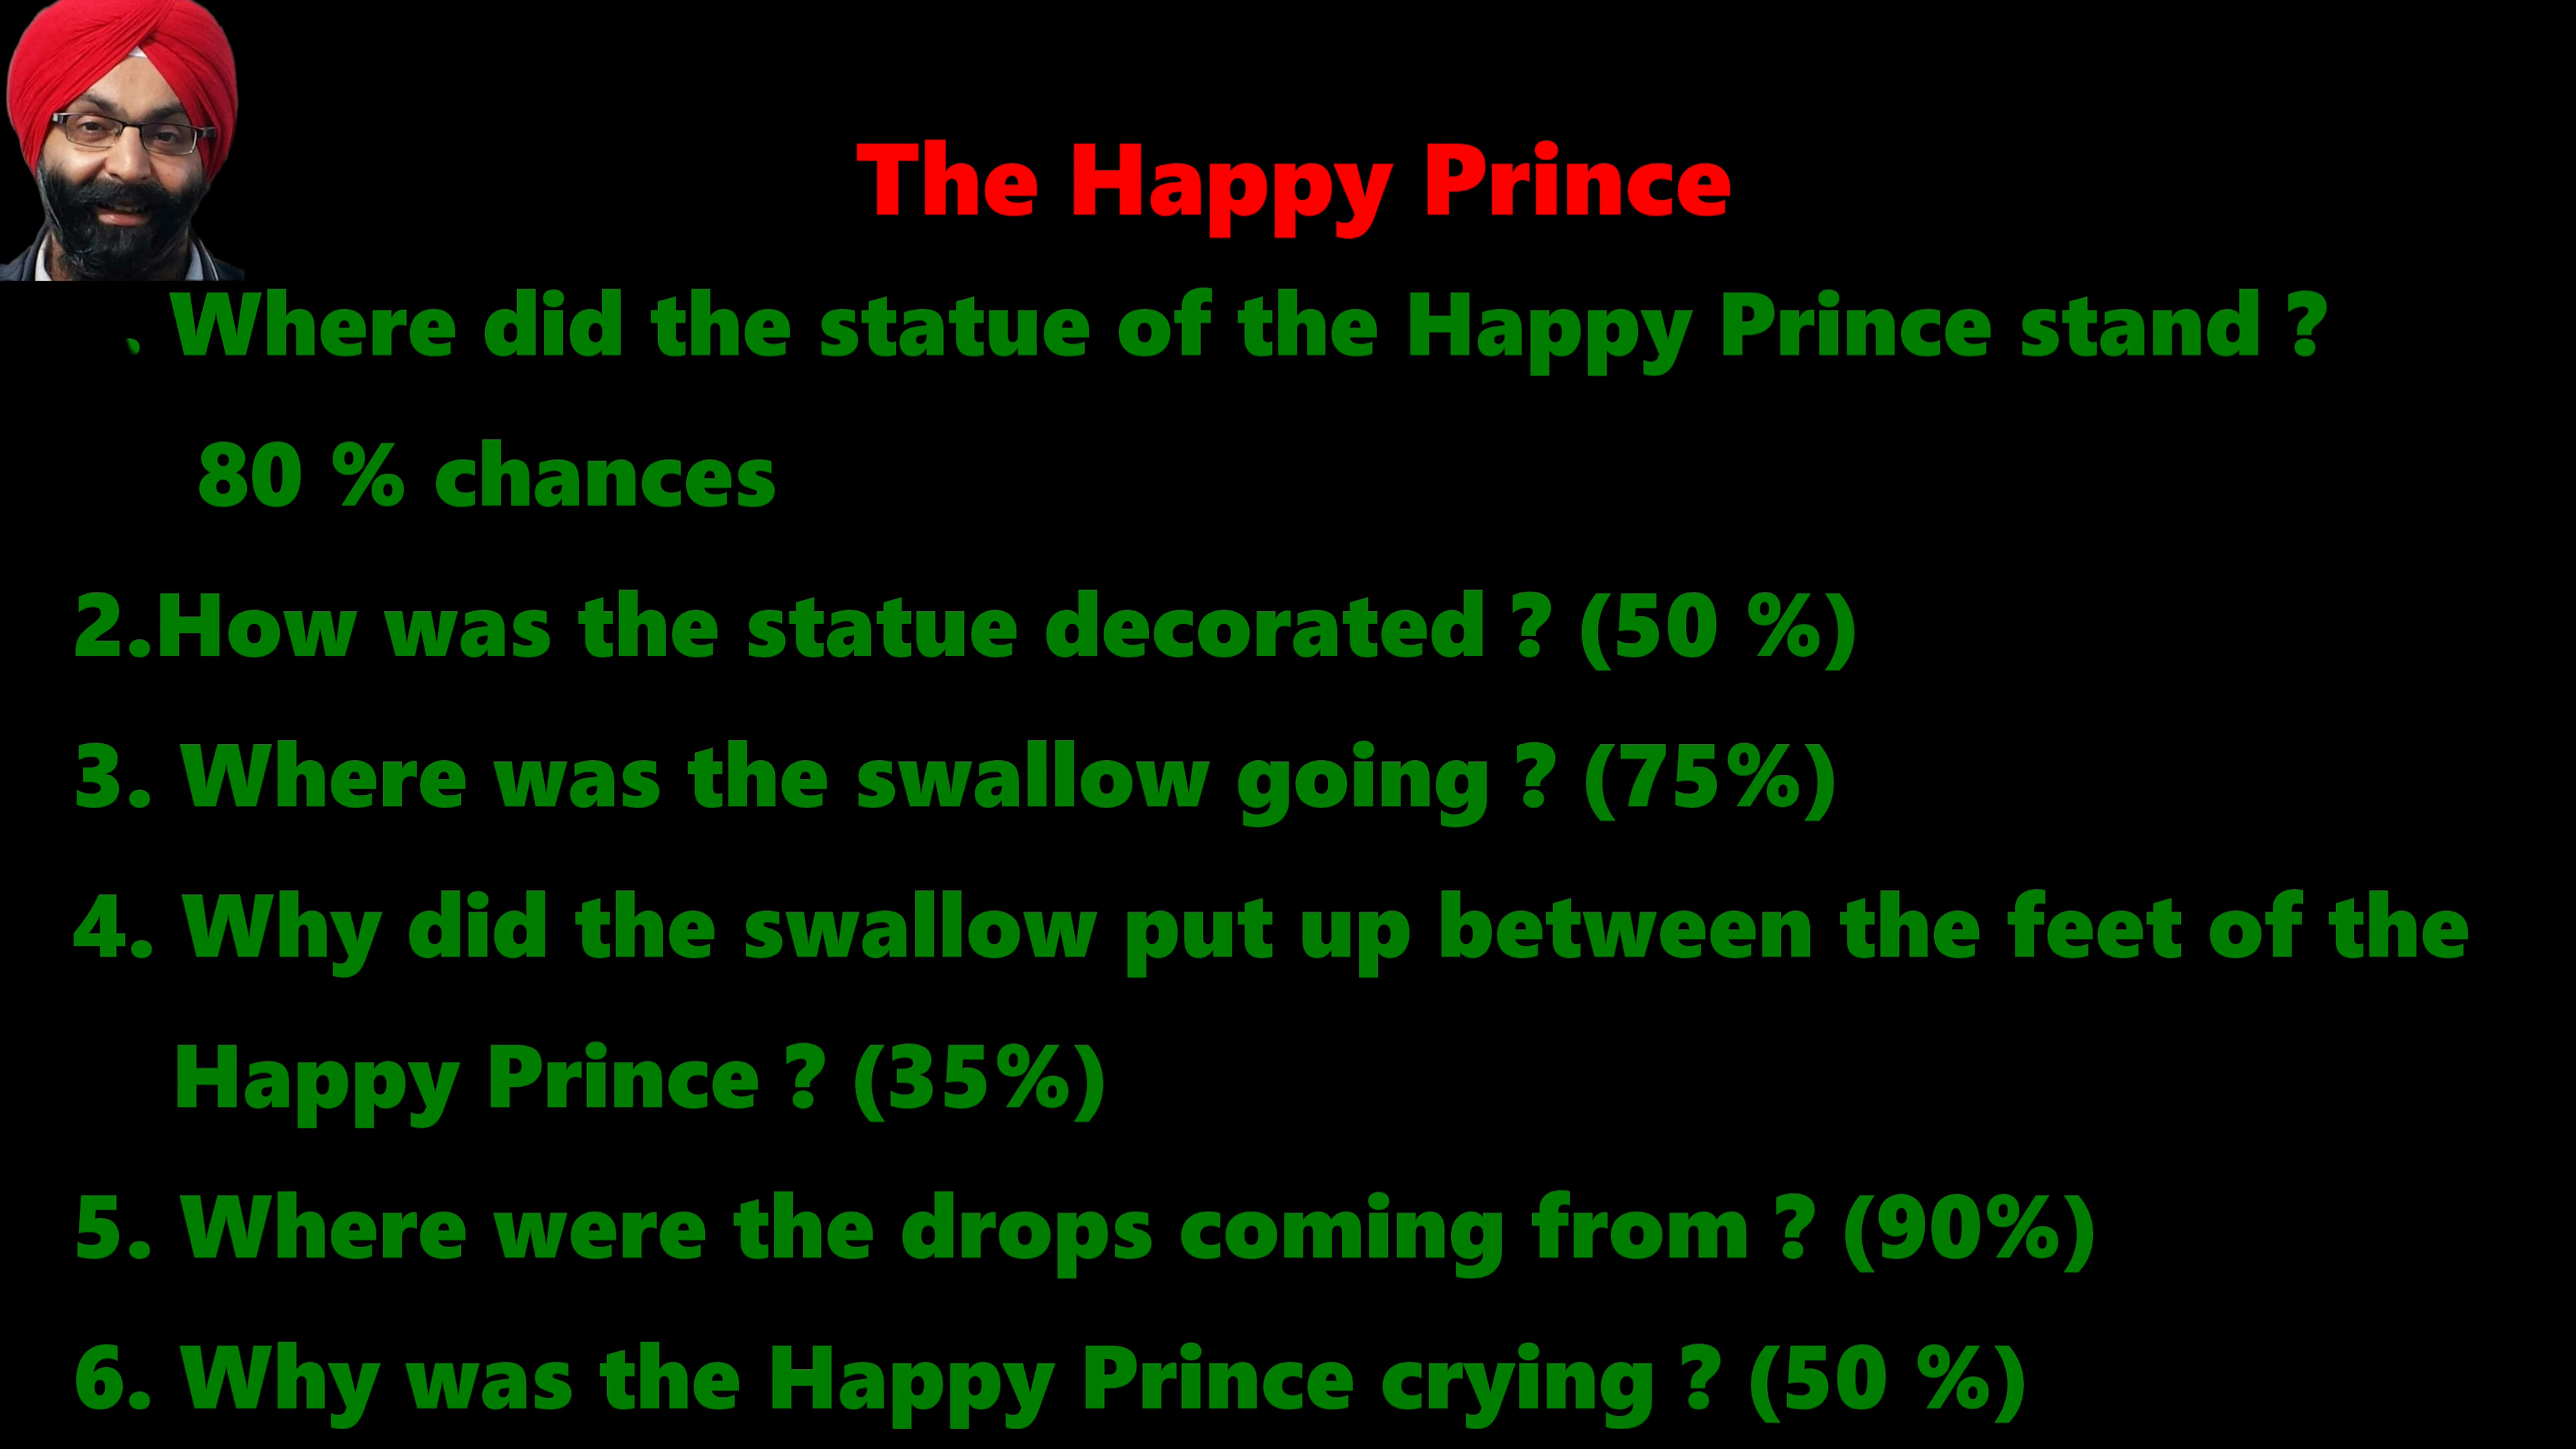 The Happy Prince
. Where did the statue of the Happy Prince stand ?
80 % chances
2.How was the statue decorated ? (50 %)
3. Where was the swallow going ? (75%)
4. Why did the swallow put up between the feet of the
Happy Prince ? (35%)
5. Where were the drops coming from ? (90%)
6. Why was the Happy Prince crying ? (50 %)